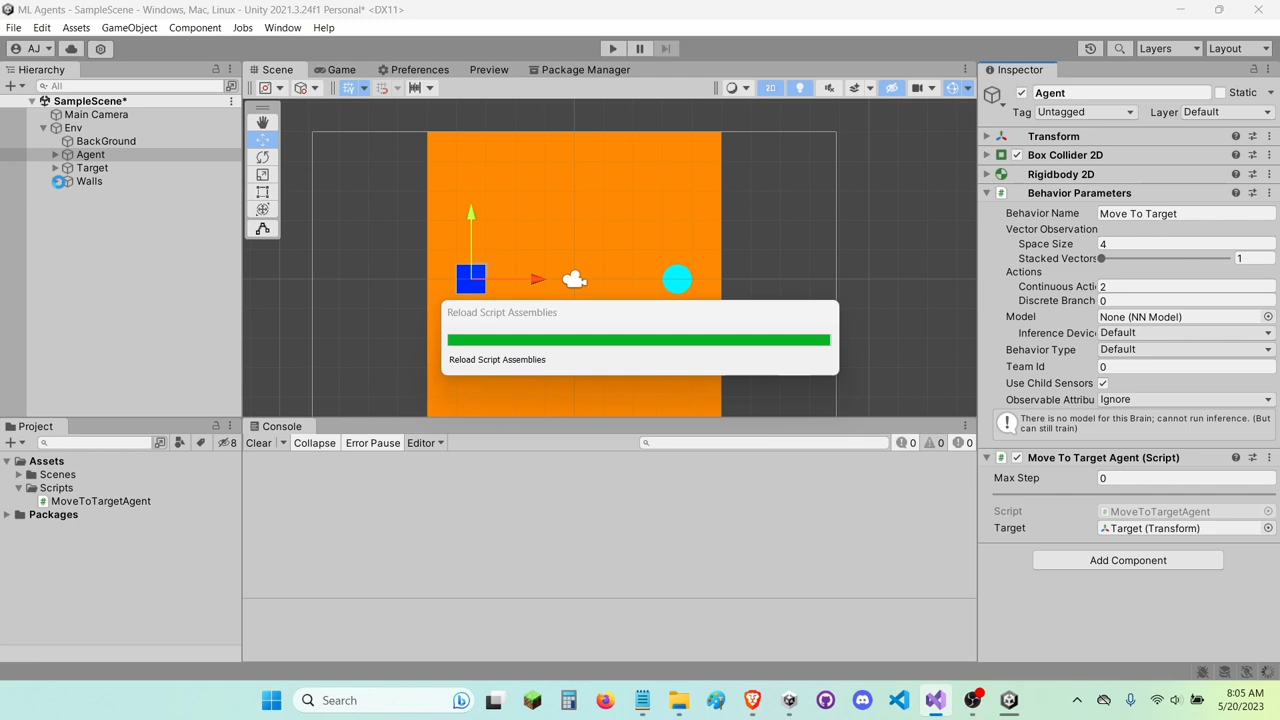 ML Agents - SampleScene - Windows, Mac, Linux - Unity 2021.3.24f1 Personal* <DX11>
File Edit Assets GameObject Component Jobs Window Help
AJ Layers Layout
Hierarchy
All
SampleScene*
Main Camera
Env
BackGround
Agent
Target
Walls
Scene Game Preferences Preview Package Manager
2D
Reload Script Assemblies
Reload Script Assemblies
Inspector
Agent Static
Tag Untagged Layer Default
Transform
Box Collider 2D
Rigidbody 2D
Behavior Parameters
Behavior Name Move To Target
Vector Observation
Space Size 4
Stacked Vectors 1
Actions
Continuous Acti 2
Discrete Branch 0
Model None (NN Model)
Inference Devic Default
Behavior Type Default
Team Id 0
Use Child Sensors
Observable Attribu Ignore
There is no model for this Brain; cannot run inference. (But
can still train)
Move To Target Agent (Script)
Max Step 0
Script MoveToTargetAgent
Target Target (Transform)
Add Component
Project
8
Assets
Scenes
Scripts
MoveToTargetAgent
Packages
Console
Clear Collapse Error Pause Editor 0 0 0
Search
8:05 AM
5/20/2023